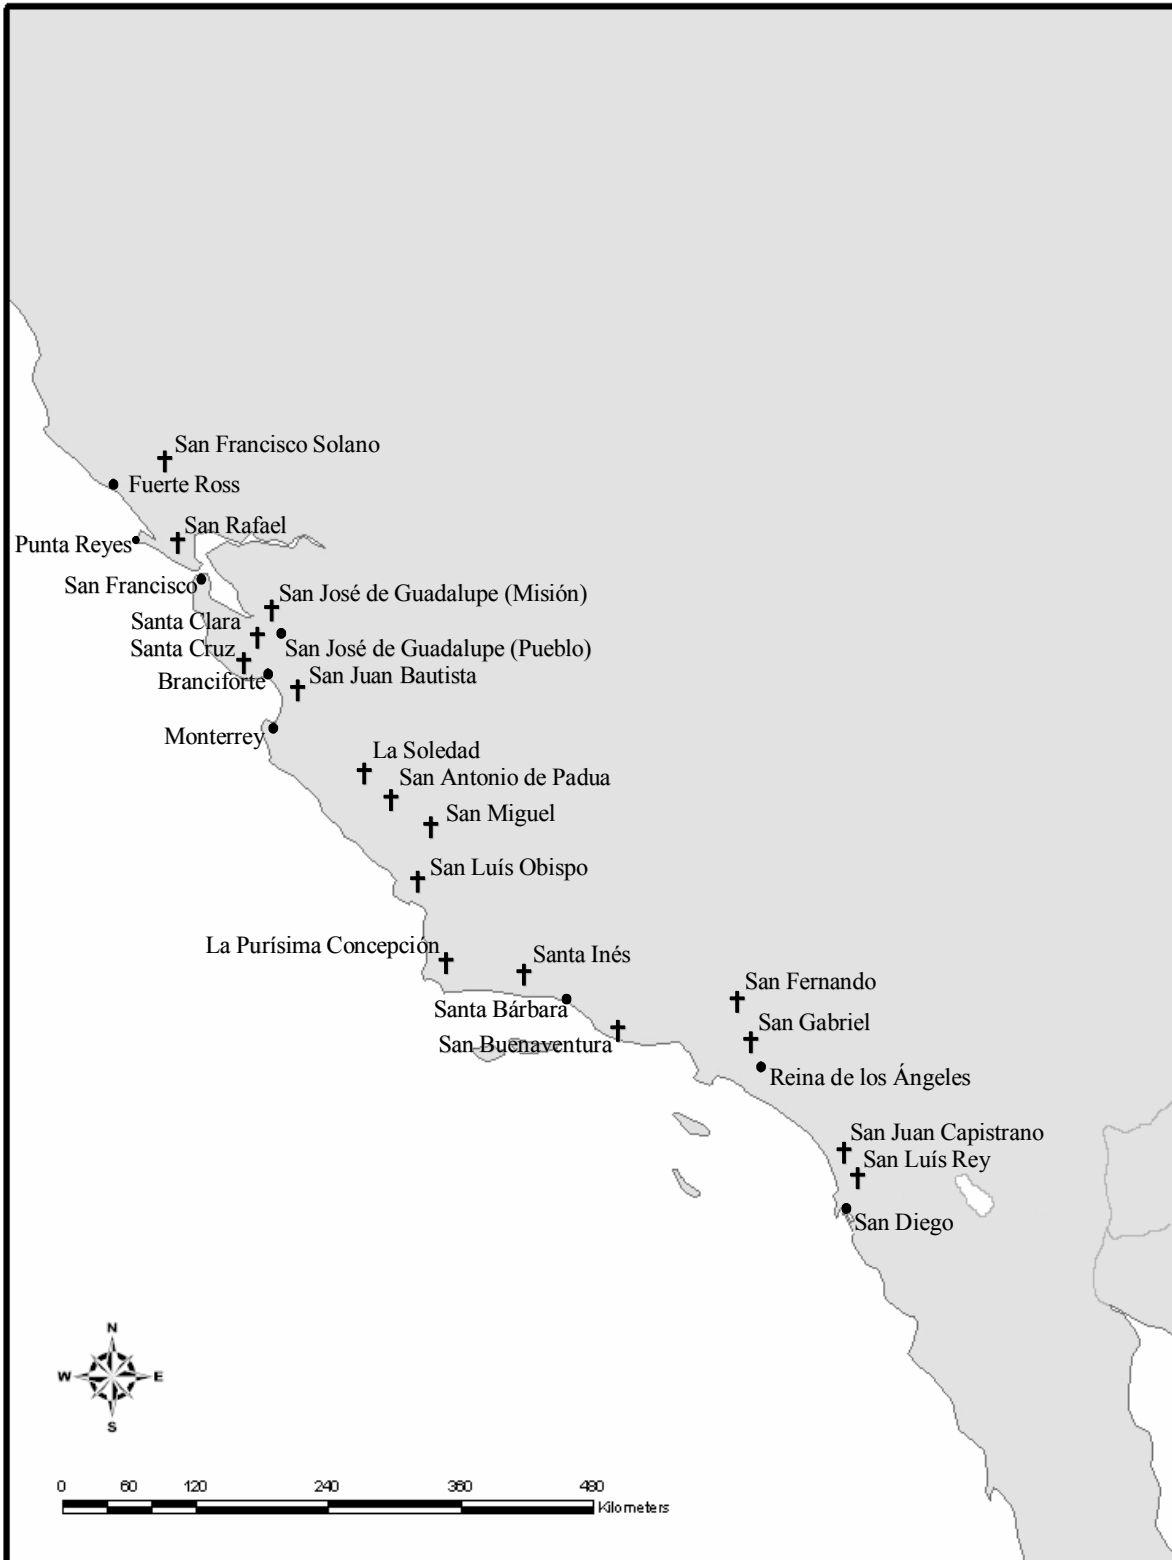 San Francisco Solano
Fuerte Ross
San Rafael
Punta Reyes
San Francisco
San José de Guadalupe (Misión)
Santa Clara
San José de Guadalupe (Pueblo)
Santa Cruz
San Juan Bautista
Branciforte
Monterrey
La Soledad
San Antonio de Padua
San Miguel
San Luís Obispo
La Purísima Concepción
Santa Inés
San Fernando
Santa Bárbara
San Gabriel
San Buenaventura
Reina de los Ángeles
San Juan Capistrano
San Luís Rey
San Diego
N
W E
S
0 60 120 240 360 480
Kilometers